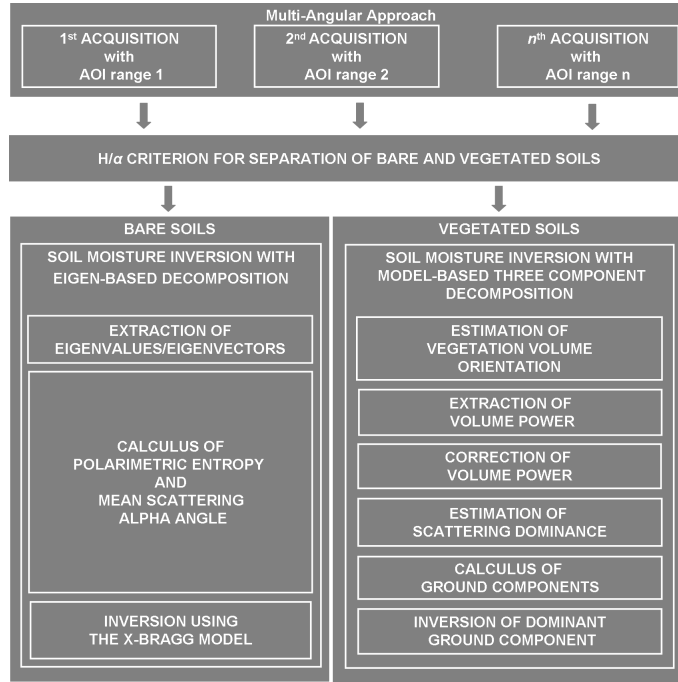 Multi-Angular Approach
1st ACQUISITION
with
AOI range 1
2nd ACQUISITION
with
AOI range 2
nth ACQUISITION
with
AOI range n
H/α CRITERION FOR SEPARATION OF BARE AND VEGETATED SOILS
BARE SOILS
SOIL MOISTURE INVERSION WITH
EIGEN-BASED DECOMPOSITION
EXTRACTION OF
EIGENVALUES/EIGENVECTORS
CALCULUS OF
POLARIMETRIC ENTROPY
AND
MEAN SCATTERING
ALPHA ANGLE
INVERSION USING
THE X-BRAGG MODEL
VEGETATED SOILS
SOIL MOISTURE INVERSION WITH
MODEL-BASED THREE COMPONENT
DECOMPOSITION
ESTIMATION OF
VEGETATION VOLUME
ORIENTATION
EXTRACTION OF
VOLUME POWER
CORRECTION OF
VOLUME POWER
ESTIMATION OF
SCATTERING DOMINANCE
CALCULUS OF
GROUND COMPONENTS
INVERSION OF DOMINANT
GROUND COMPONENT